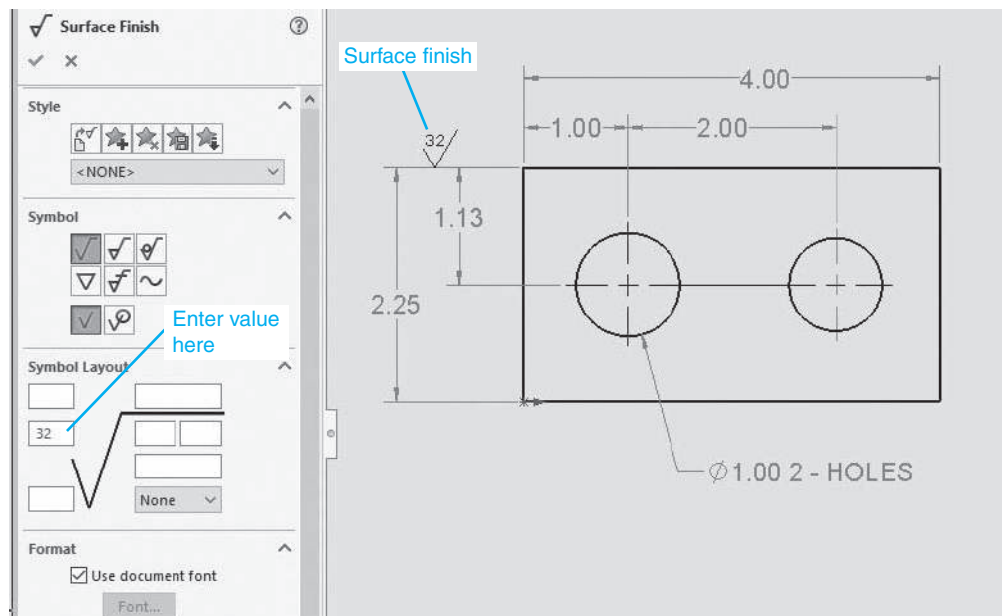 Surface Finish
?
Style
<NONE>
Symbol
Enter value
here
Symbol Layout
32
None
Format
Use document font
Font...
Surface finish
4.00
1.00
2.00
32
1.13
2.25
∅1.00 2 - HOLES